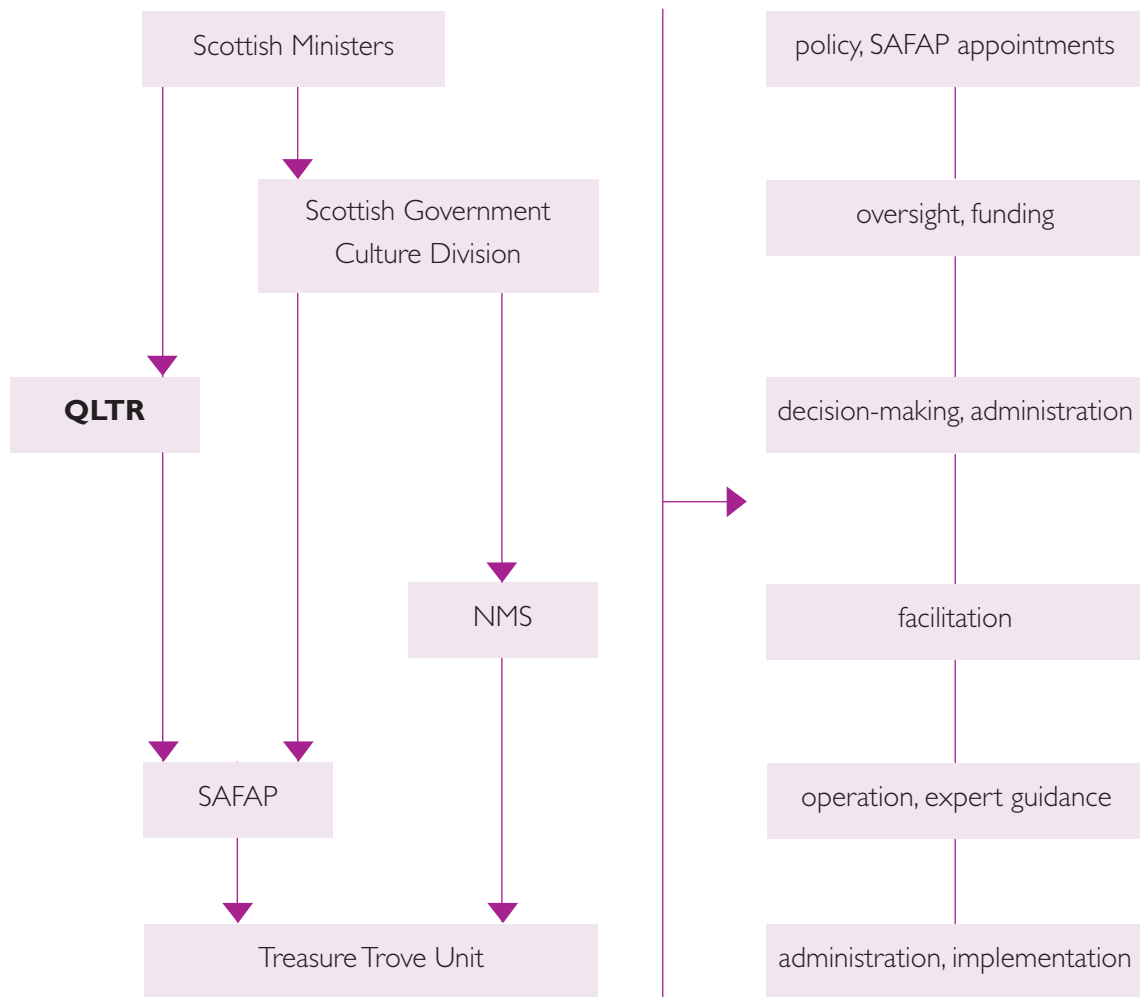 Scottish Ministers
policy, SAFAP appointments
Scottish Government
Culture Division
oversight, funding
QLTR
decision-making, administration
NMS
facilitation
SAFAP
operation, expert guidance
Treasure Trove Unit
administration, implementation